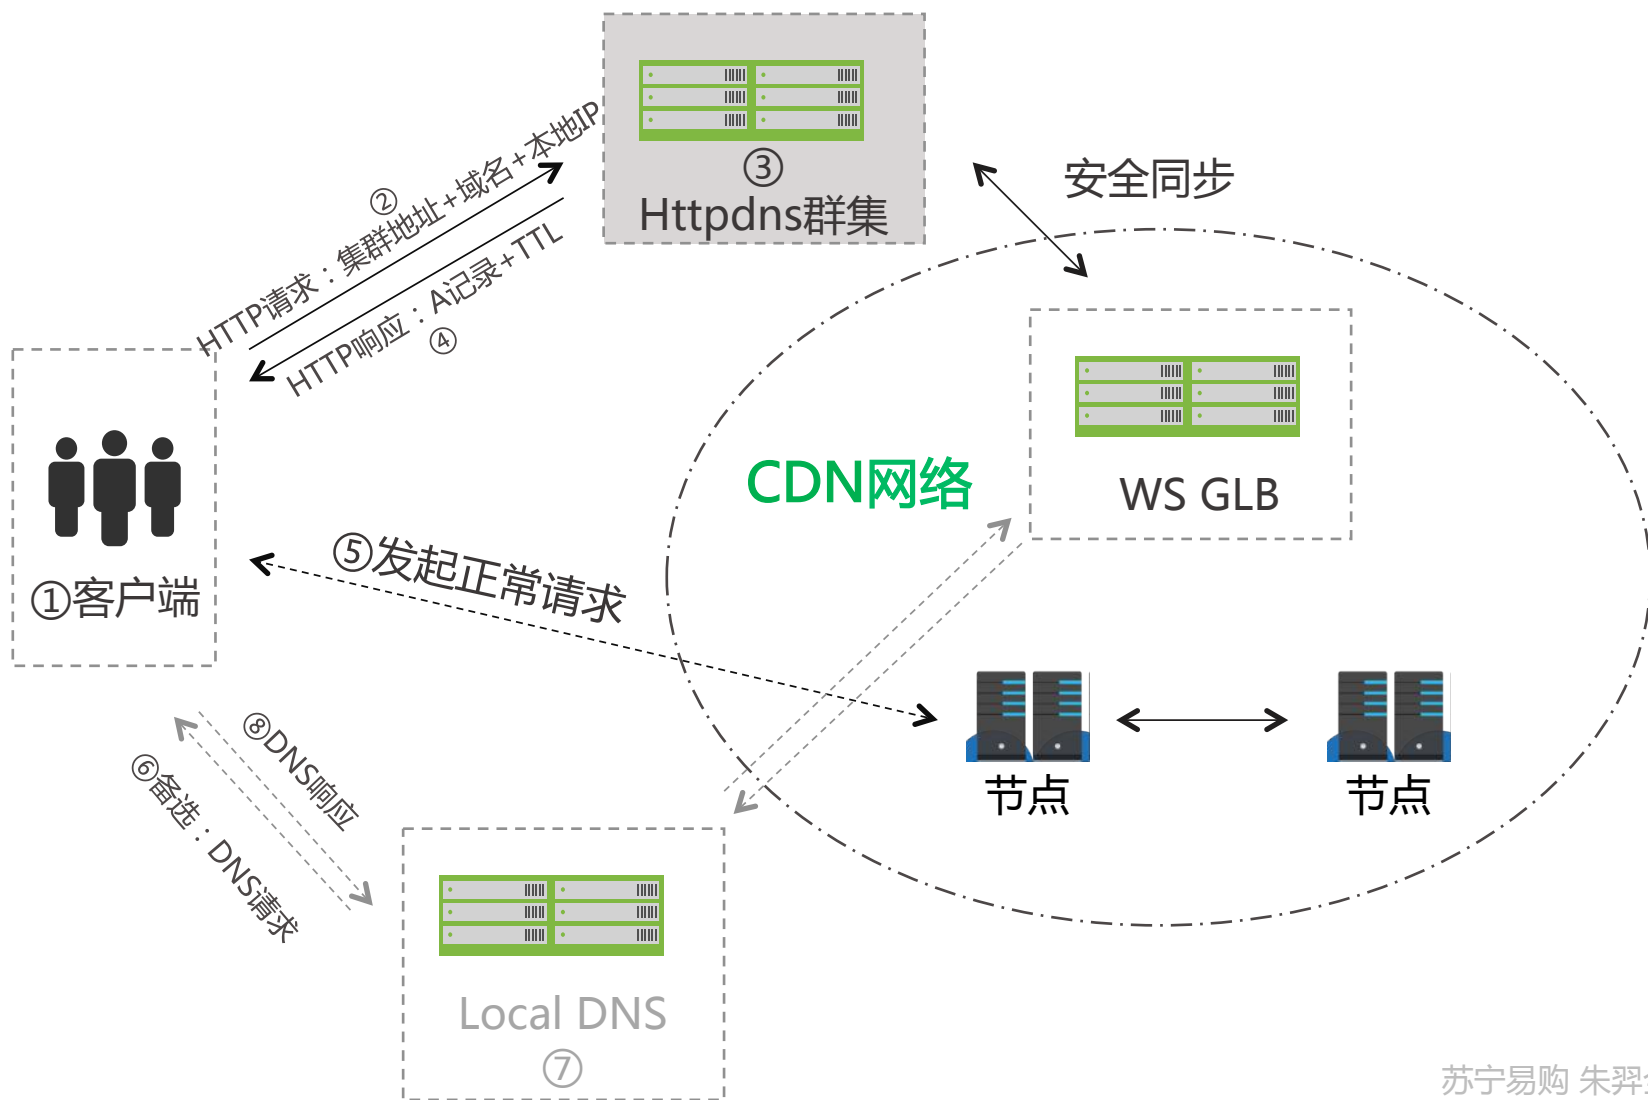 ③
Httpdns群集
安全同步
②
HTTP请求：集群地址+域名+本地IP
HTTP响应：A记录+TTL
④
CDN网络
WS GLB
①客户端
⑤发起正常请求
节点
节点
⑧DNS响应
⑥备选：DNS请求
Local DNS
⑦
苏宁易购 朱羿